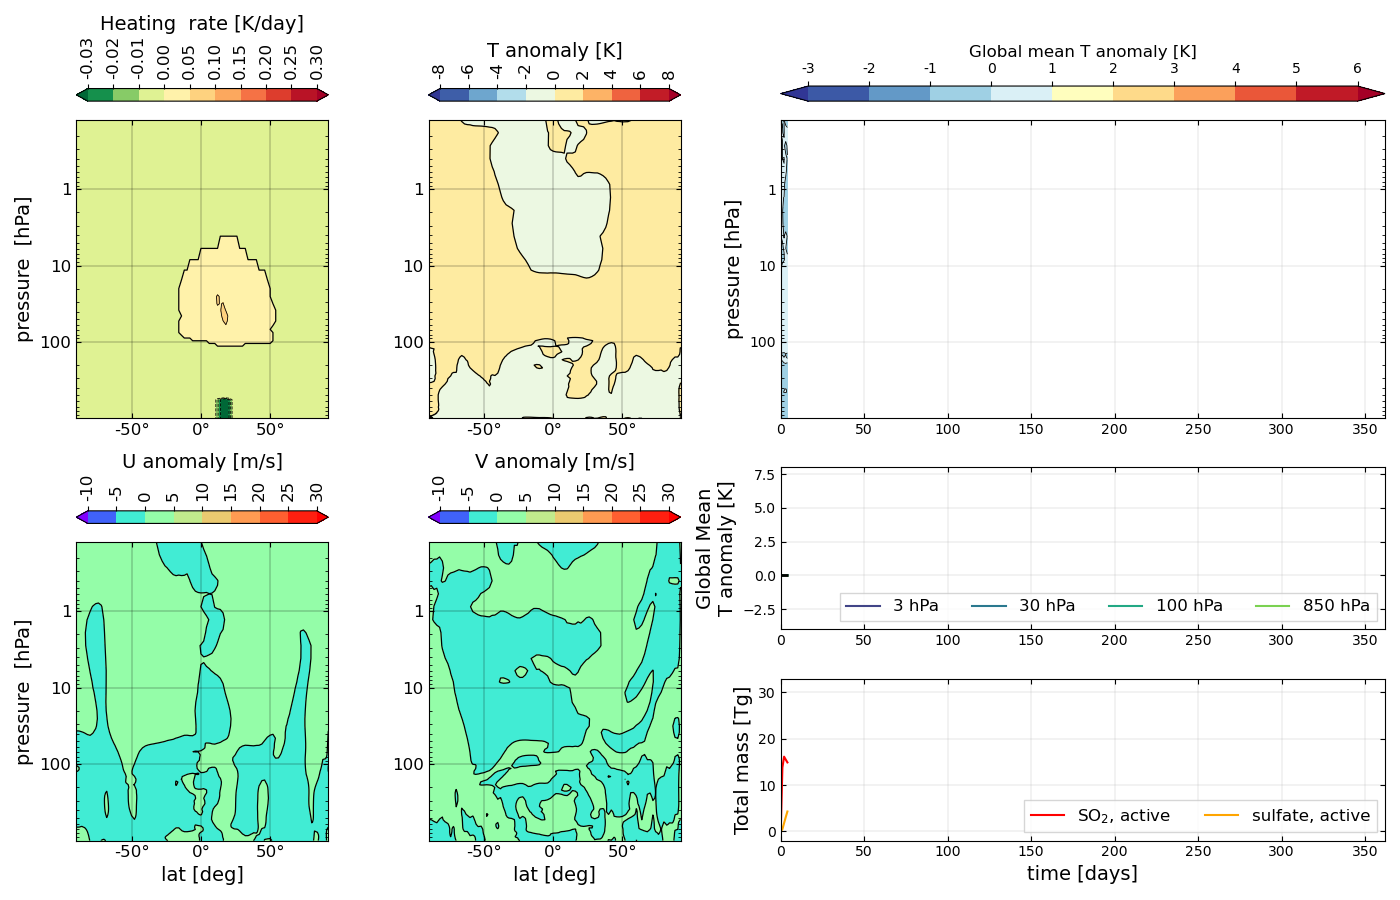 Heating  rate [K/day]
-0.03 -0.02 -0.01 0.00 0.05 0.10 0.15 0.20 0.25 0.30
T anomaly [K]
-8 -6 -4 -2 0 2 4 6 8
Global mean T anomaly [K]
-3 -2 -1 0 1 2 3 4 5 6
pressure  [hPa]
1
10
100
-50° 0° 50°
1
10
100
-50° 0° 50°
pressure [hPa]
1
10
100
0 50 100 150 200 250 300 350
U anomaly [m/s]
-10 -5 0 5 10 15 20 25 30
pressure  [hPa]
1
10
100
-50° 0° 50°
lat [deg]
V anomaly [m/s]
-10 -5 0 5 10 15 20 25 30
1
10
100
-50° 0° 50°
lat [deg]
Global Mean
T anomaly [K]
7.5
5.0
2.5
0.0
−2.5
3 hPa 30 hPa 100 hPa 850 hPa
0 50 100 150 200 250 300 350
Total mass [Tg]
30
20
10
0
SO₂, active sulfate, active
0 50 100 150 200 250 300 350
time [days]